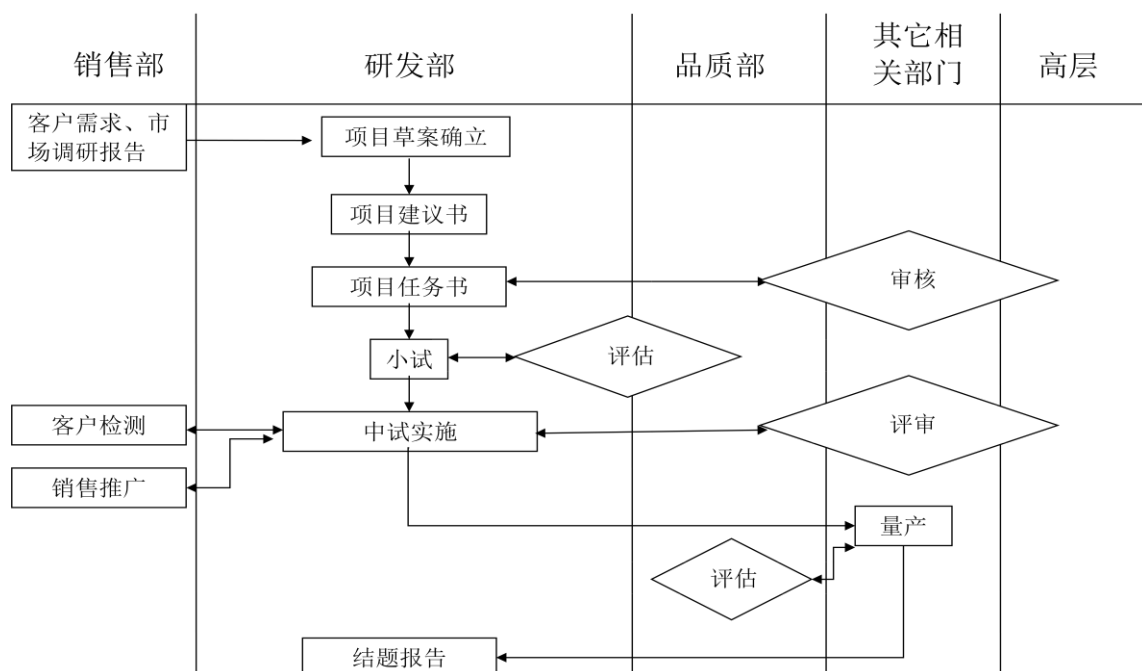 销售部
研发部
品质部
其它相
关部门
高层
客户需求、市
场调研报告
项目草案确立
项目建议书
项目任务书
审核
小试
评估
客户检测
中试实施
评审
销售推广
量产
评估
结题报告